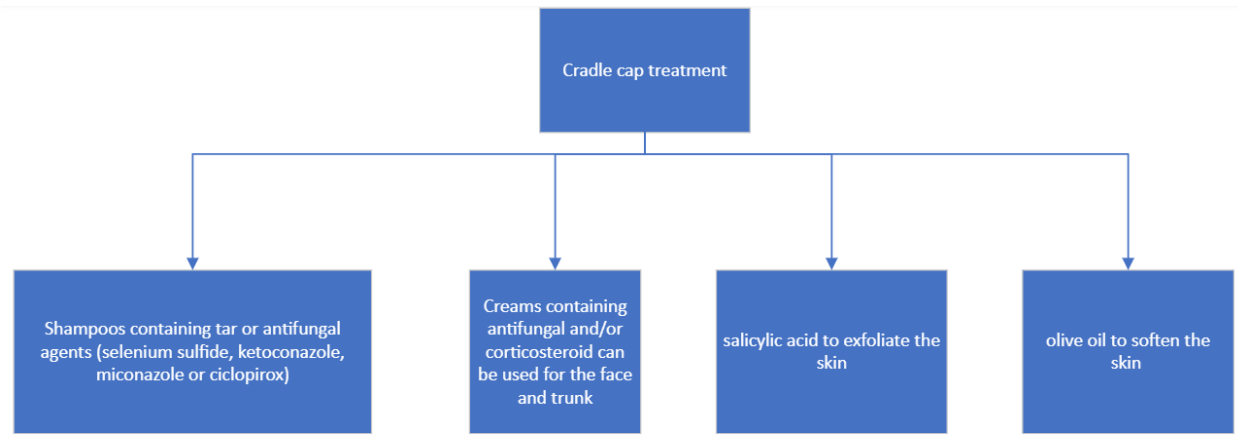 Cradle cap treatment
Shampoos containing tar or antifungal
agents (selenium sulfide, ketoconazole,
miconazole or ciclopirox)
Creams containing
antifungal and/or
corticosteroid can
be used for the face
and trunk
salicylic acid to exfoliate the
skin
olive oil to soften the
skin